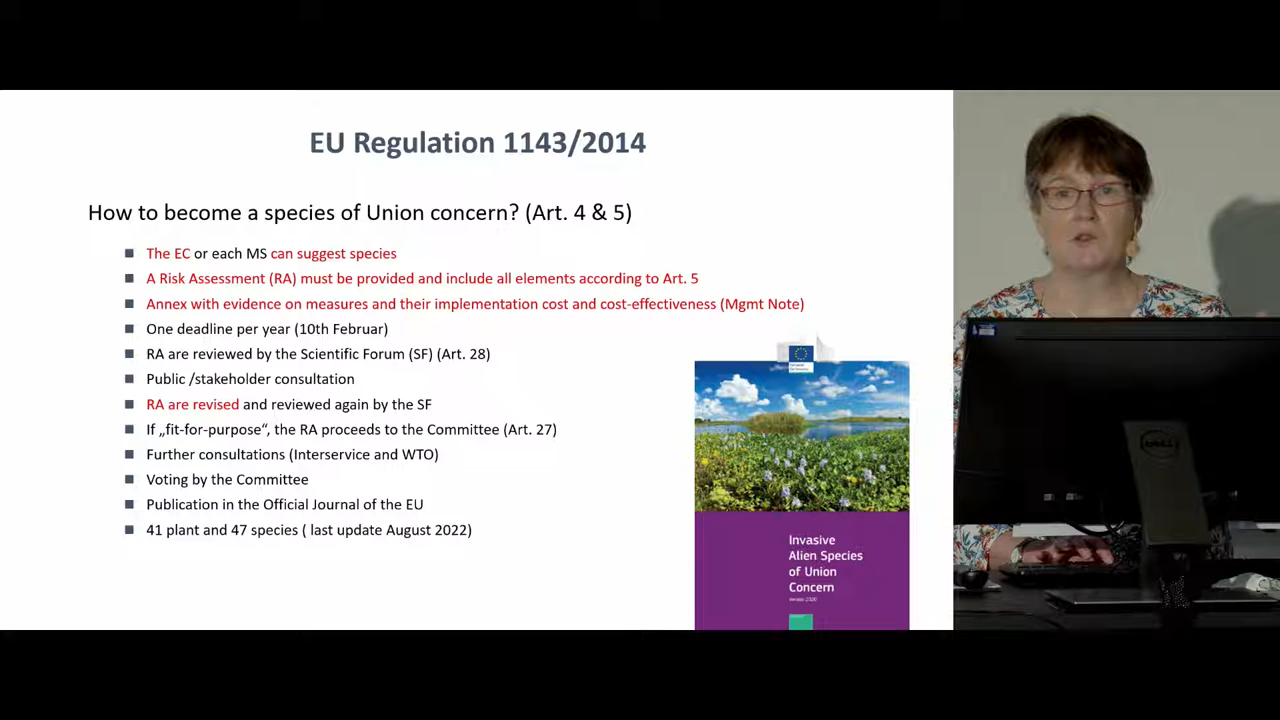 EU Regulation 1143/2014
How to become a species of Union concern? (Art. 4 & 5)
The EC or each MS can suggest species
A Risk Assessment (RA) must be provided and include all elements according to Art. 5
Annex with evidence on measures and their implementation cost and cost-effectiveness (Mgmt Note)
One deadline per year (10th Februar)
RA are reviewed by the Scientific Forum (SF) (Art. 28)
Public /stakeholder consultation
RA are revised and reviewed again by the SF
If „fit-for-purpose“, the RA proceeds to the Committee (Art. 27)
Further consultations (Interservice and WTO)
Voting by the Committee
Publication in the Official Journal of the EU
41 plant and 47 species ( last update August 2022)
Invasive
Alien Species
of Union
Concern
DELL